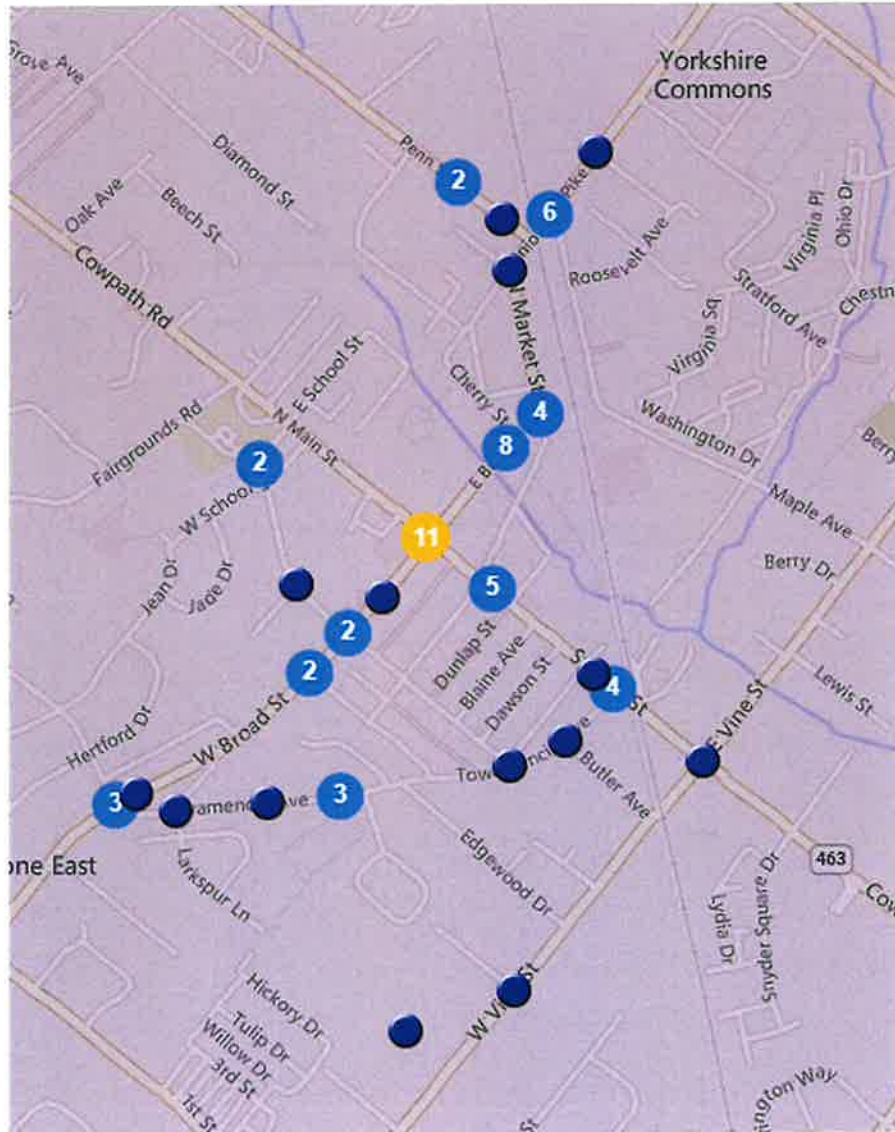 Grove Ave
Yorkshire
Commons
Penn
2
Pike
Diamond St
6
Oak Ave
Beech St
Virginia Pl
Ohio Dr
Roosevelt Ave
Cowpath Rd
N Market St
Stratford Ave
Virginia Sq
E School St
Cherry St
4
N Main St
Washington Dr
8
E B
Fairgrounds Rd
2
W School
Maple Ave
11
Berry Dr
Jean Dr
Jade Dr
5
2
Dunlap St
Blaine Ave
Dawson St
2
4
St
Lewis St
E Vine St
W Broad St
Hertford Dr
Butler Ave
3
Ave
3
one East
Edgewood Dr
463
Larkspur Ln
Lydia Dr
Snyder Square Dr
Hickory Dr
W Vine St
Tulip Dr
Willow Dr
3rd St
1st St
ington Way
St